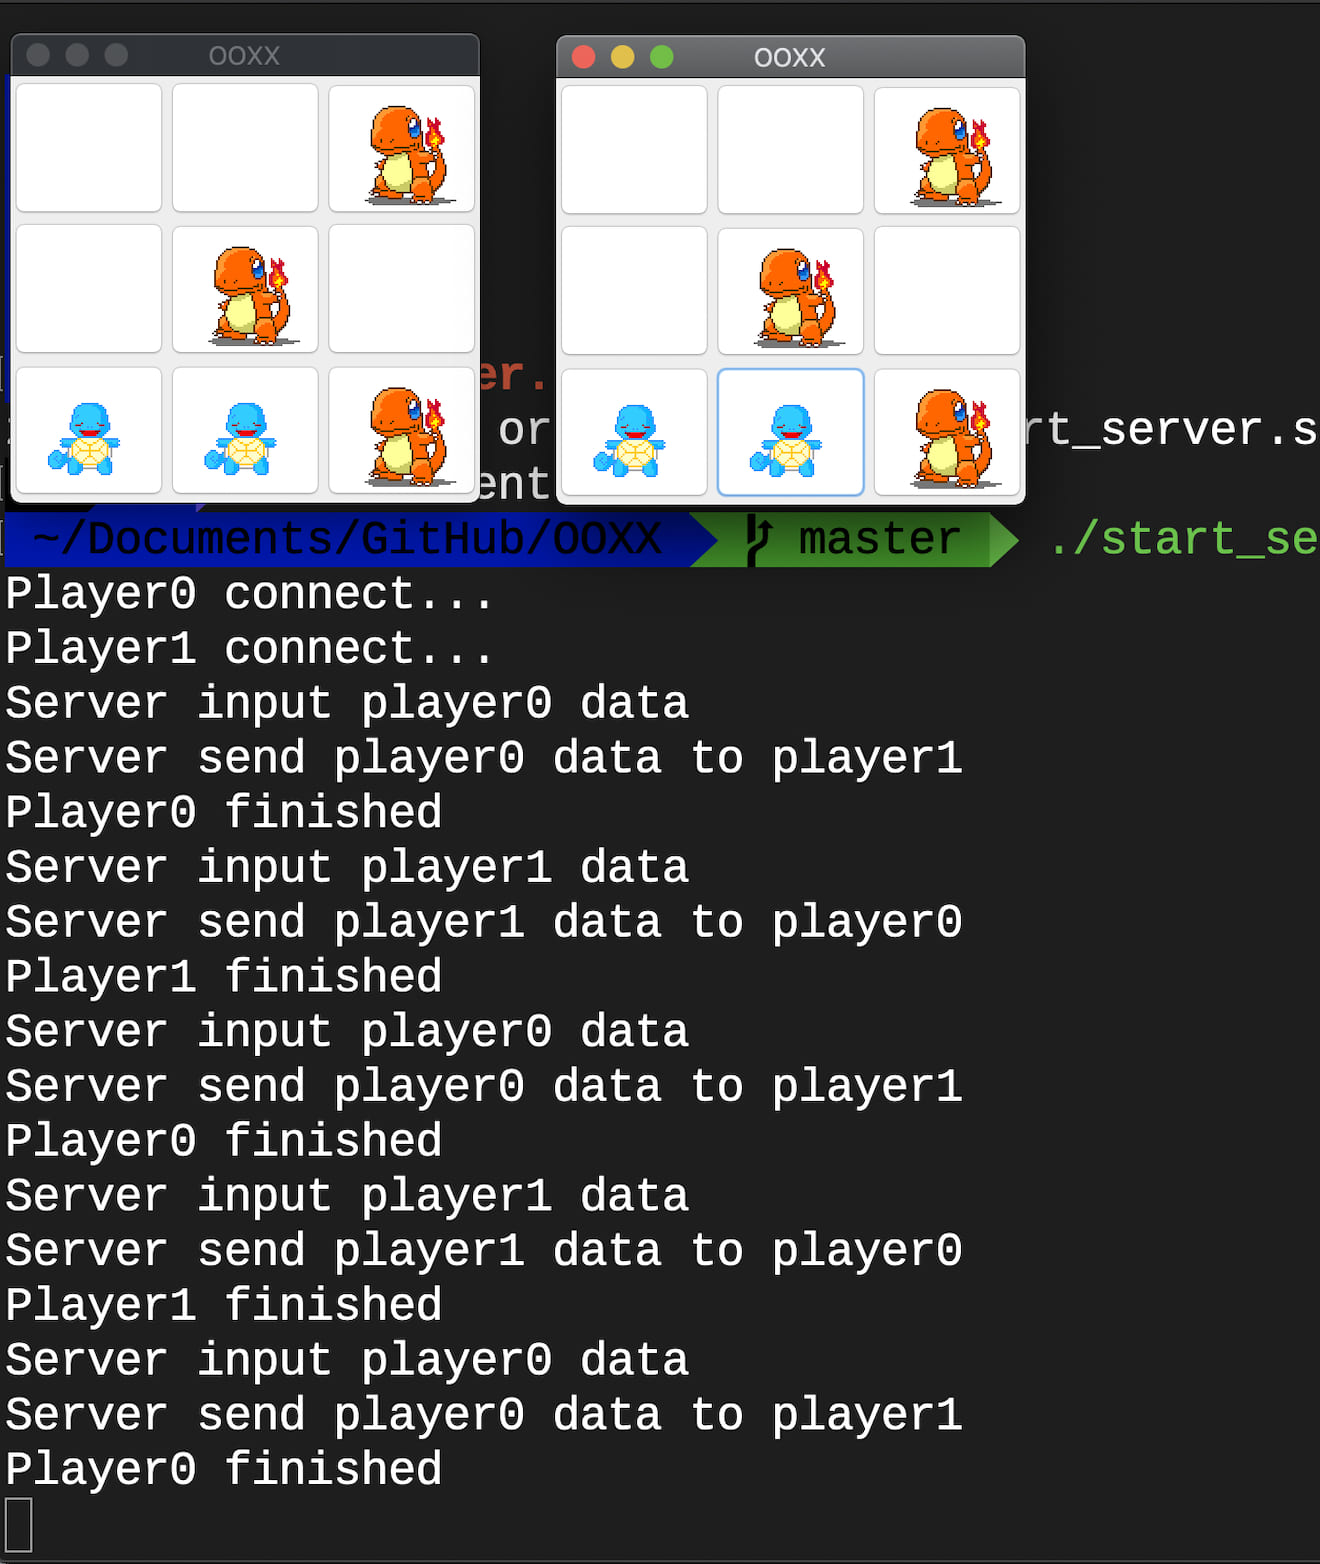 OOXX
OOXX
er.
or
rt_server.s
ent
~/Documents/GitHub/OOXX master ./start_se
Player0 connect...
Player1 connect...
Server input player0 data
Server send player0 data to player1
Player0 finished
Server input player1 data
Server send player1 data to player0
Player1 finished
Server input player0 data
Server send player0 data to player1
Player0 finished
Server input player1 data
Server send player1 data to player0
Player1 finished
Server input player0 data
Server send player0 data to player1
Player0 finished